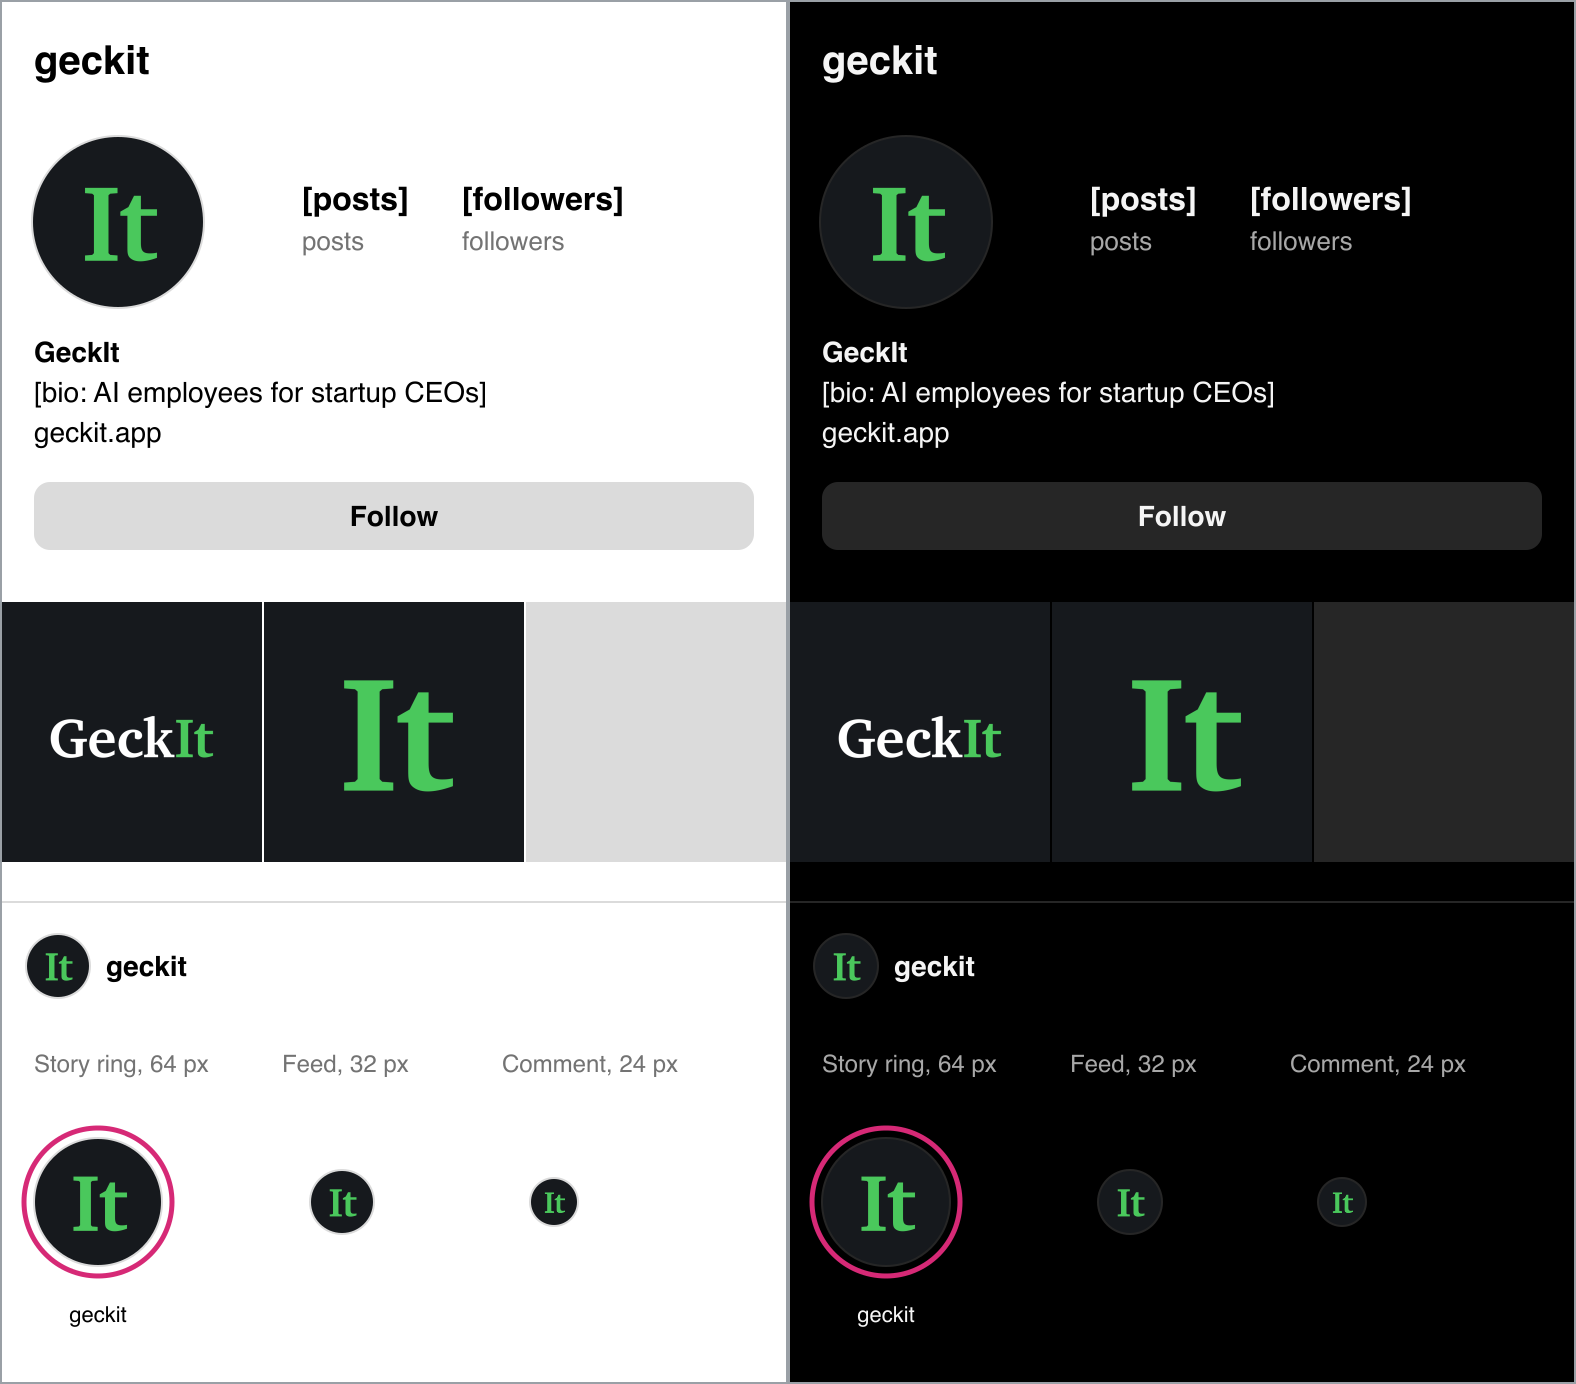 geckit
It
[posts] [followers]
posts followers
GeckIt
[bio: AI employees for startup CEOs]
geckit.app
Follow
GeckIt It
It geckit
Story ring, 64 px Feed, 32 px Comment, 24 px
It It It
geckit
geckit
It
[posts] [followers]
posts followers
GeckIt
[bio: AI employees for startup CEOs]
geckit.app
Follow
GeckIt It
It geckit
Story ring, 64 px Feed, 32 px Comment, 24 px
It It It
geckit